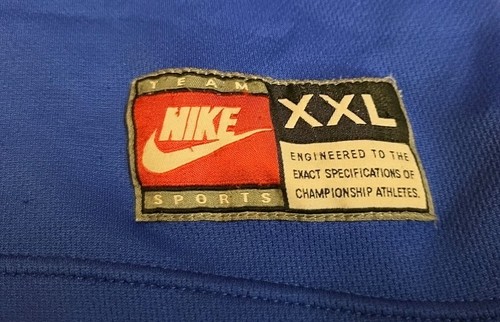 TEAM
NIKE
SPORTS
XXL
ENGINEERED TO THE
EXACT SPECIFICATIONS OF
CHAMPIONSHIP ATHLETES.